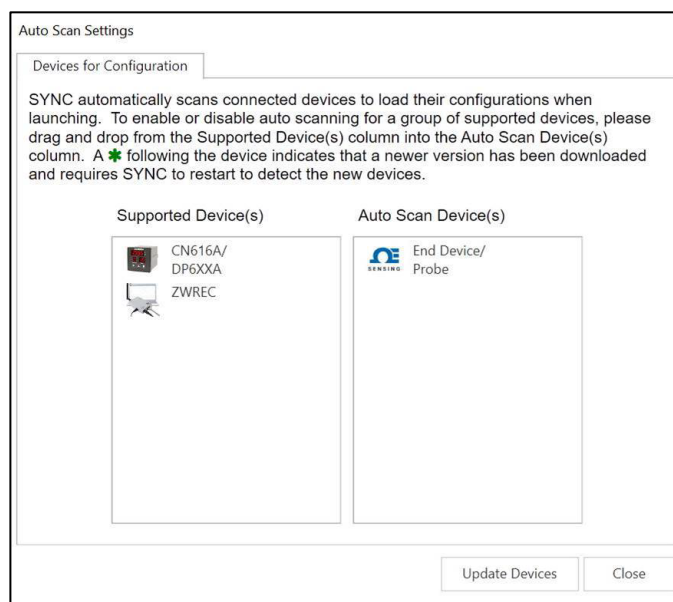 Auto Scan Settings
Devices for Configuration
SYNC automatically scans connected devices to load their configurations when
launching. To enable or disable auto scanning for a group of supported devices, please
drag and drop from the Supported Device(s) column into the Auto Scan Device(s)
column. A ✱ following the device indicates that a newer version has been downloaded
and requires SYNC to restart to detect the new devices.
Supported Device(s)
Auto Scan Device(s)
CN616A/
DP6XXA
ZWREC
SENSING
End Device/
Probe
Update Devices
Close